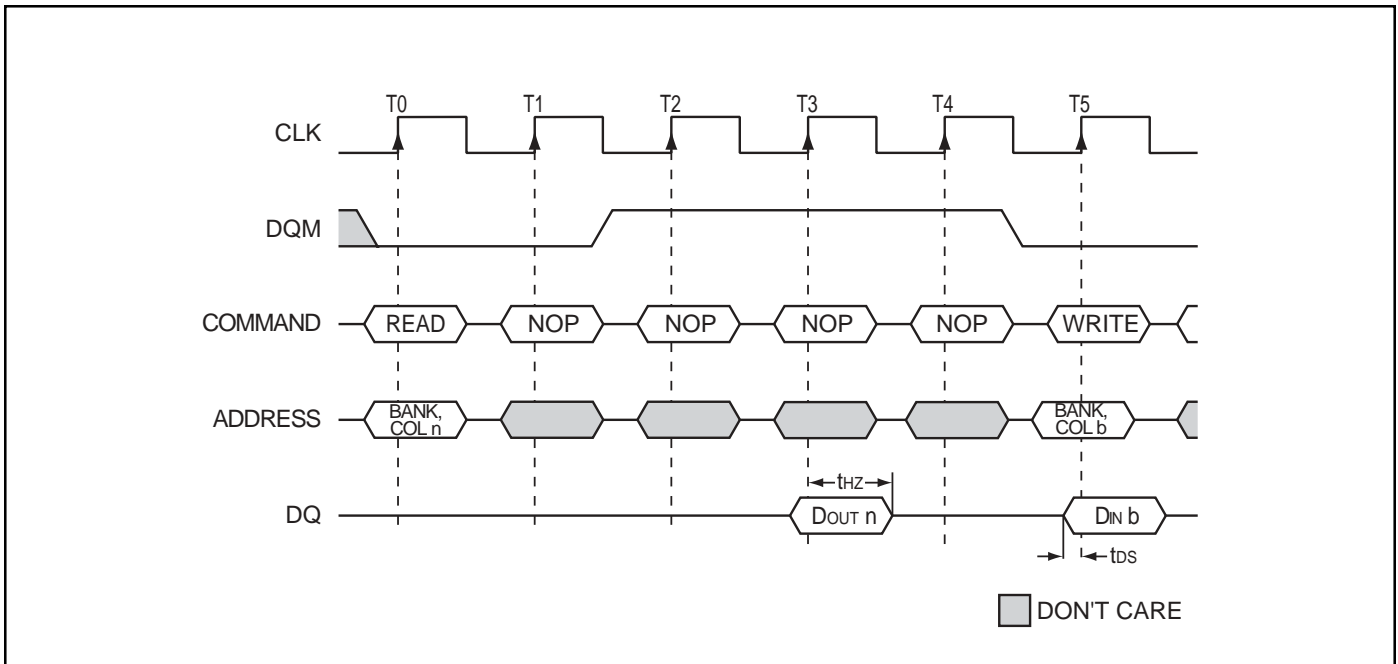 T0 T1 T2 T3 T4 T5
CLK
DQM
COMMAND READ NOP NOP NOP NOP WRITE
ADDRESS BANK, COL n BANK, COL b
tHZ
DQ DOUT n DIN b
tDS
DON'T CARE